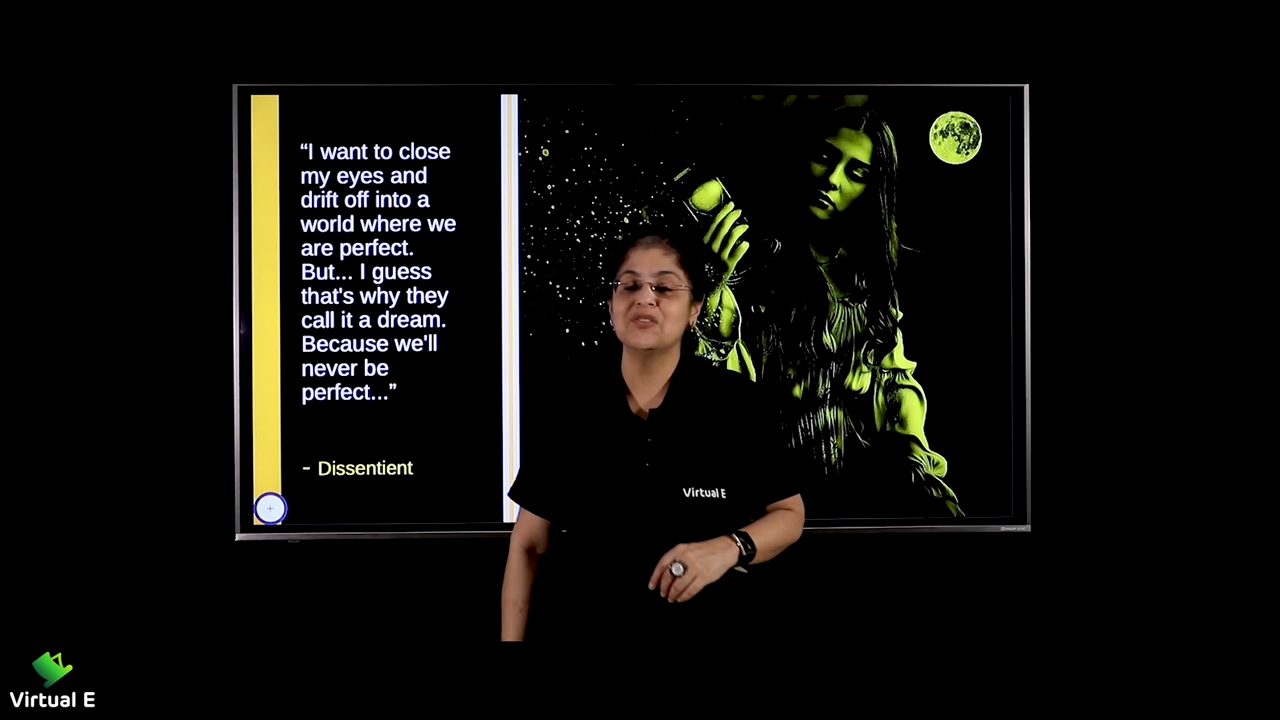 “I want to close
my eyes and
drift off into a
world where we
are perfect.
But... I guess
that's why they
call it a dream.
Because we'll
never be
perfect...”
- Dissentient
Virtual E
Virtual E